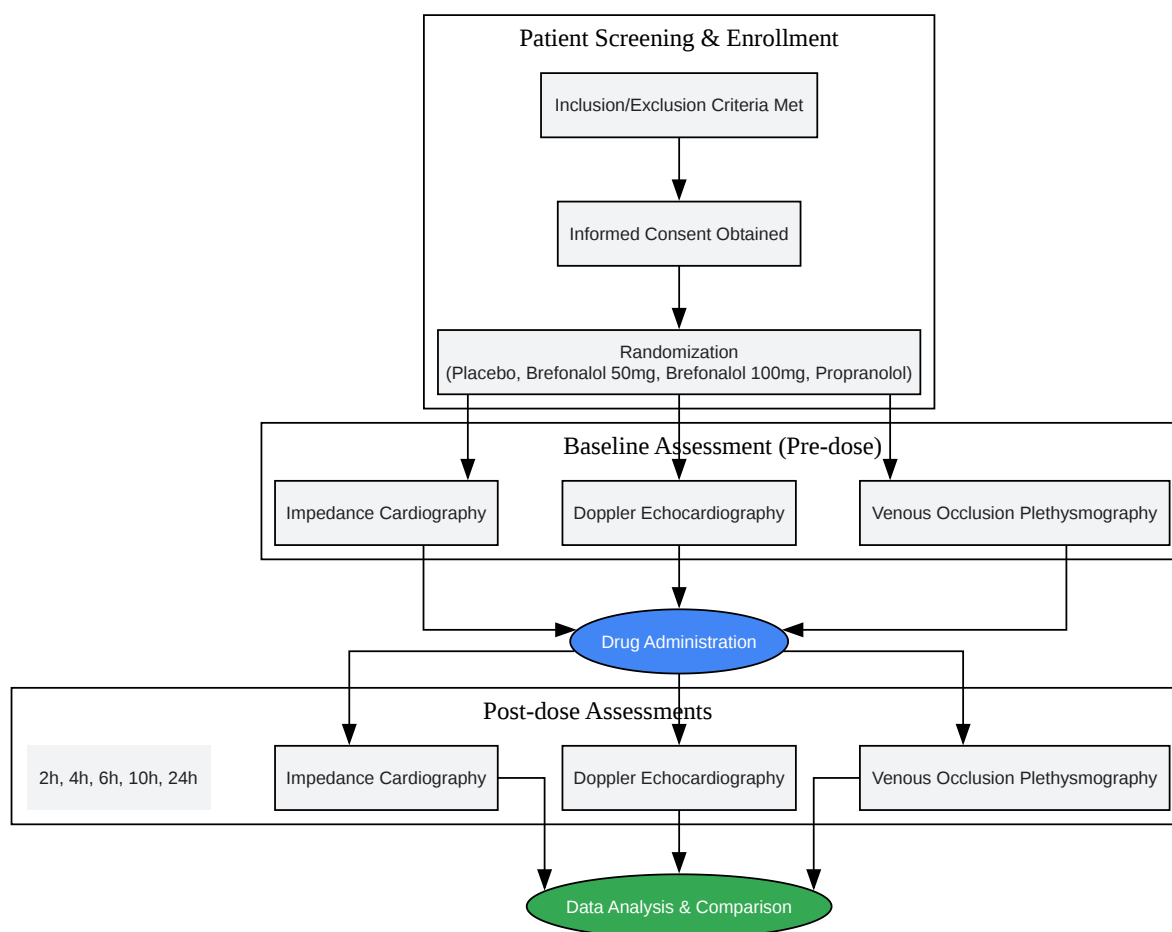 Patient Screening & Enrollment
Inclusion/Exclusion Criteria Met
Informed Consent Obtained
Randomization
(Placebo, Brefonalol 50mg, Brefonalol 100mg, Propranolol)
Baseline Assessment (Pre-dose)
Impedance Cardiography
Doppler Echocardiography
Venous Occlusion Plethysmography
Drug Administration
Post-dose Assessments
2h, 4h, 6h, 10h, 24h
Impedance Cardiography
Doppler Echocardiography
Venous Occlusion Plethysmography
Data Analysis & Comparison